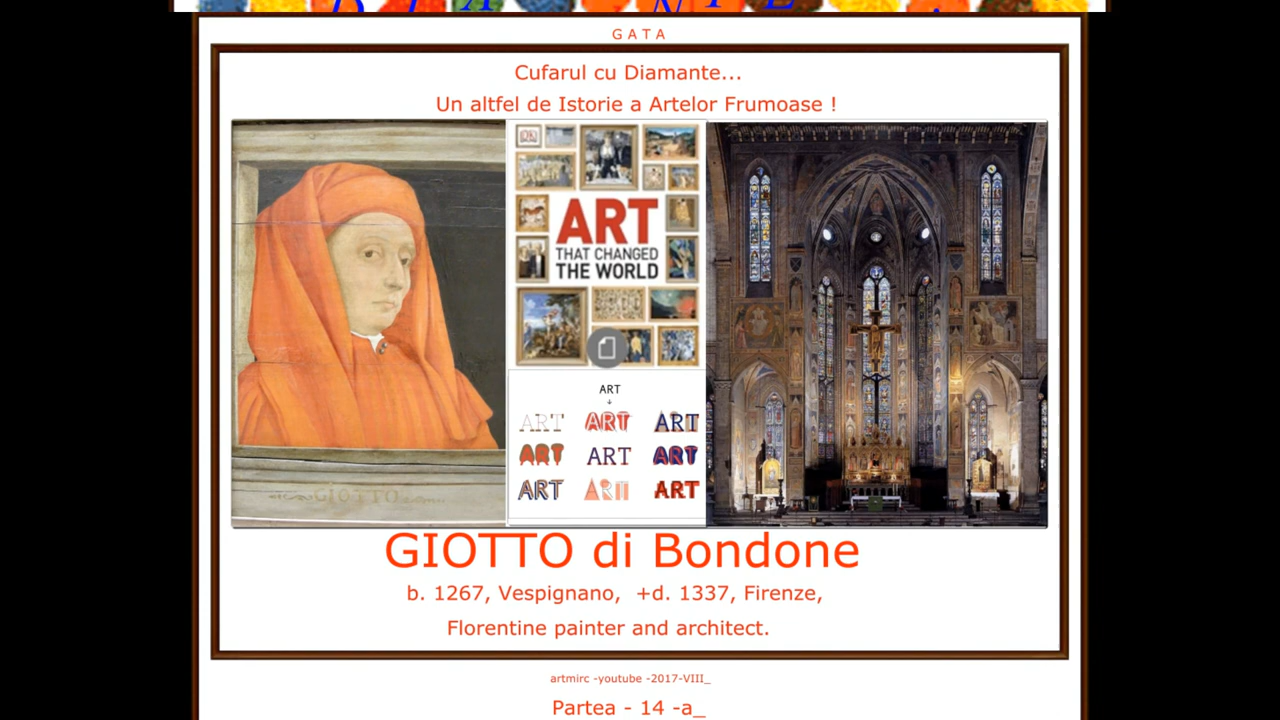 G A T A
Cufarul cu Diamante...
Un altfel de Istorie a Artelor Frumoase !
DK
ART
THAT CHANGED
THE WORLD
GIOTTO
ART
ART ART ART
ART ART ART
ART ART ART
GIOTTO di Bondone
b. 1267, Vespignano, +d. 1337, Firenze,
Florentine painter and architect.
artmirc -youtube -2017-VIII_
Partea - 14 -a_